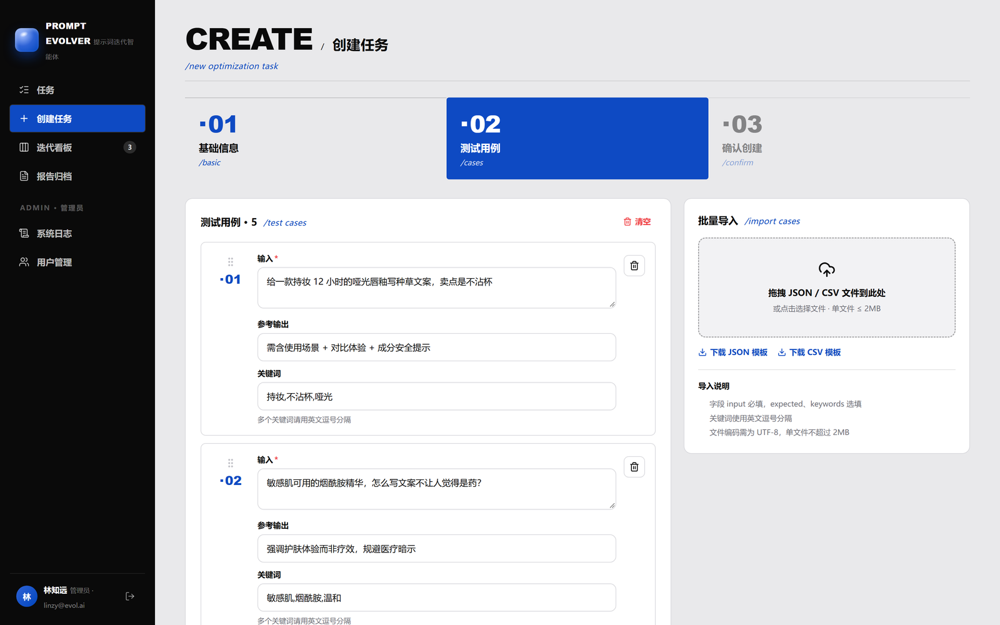 PROMPT
EVOLVER 提示词迭代智
能体
任务
创建任务
迭代看板 3
报告归档
ADMIN • 管理员
系统日志
用户管理
林
林知远 管理员 ·
linzy@evol.ai
CREATE / 创建任务
/new optimization task
·01
基础信息
/basic
·02
测试用例
/cases
·03
确认创建
/confirm
测试用例 • 5 /test cases
清空
·01
输入 *
给一款持妆 12 小时的哑光唇釉写种草文案，卖点是不沾杯
参考输出
需含使用场景 + 对比体验 + 成分安全提示
关键词
持妆,不沾杯,哑光
多个关键词请用英文逗号分隔
·02
输入 *
敏感肌可用的烟酰胺精华，怎么写文案不让人觉得是药？
参考输出
强调护肤体验而非疗效，规避医疗暗示
关键词
敏感肌,烟酰胺,温和
多个关键词请用英文逗号分隔
批量导入 /import cases
拖拽 JSON / CSV 文件到此处
或点击选择文件 · 单文件 ≤ 2MB
下载 JSON 模板 下载 CSV 模板
导入说明
字段 input 必填，expected、keywords 选填
关键词使用英文逗号分隔
文件编码需为 UTF-8，单文件不超过 2MB